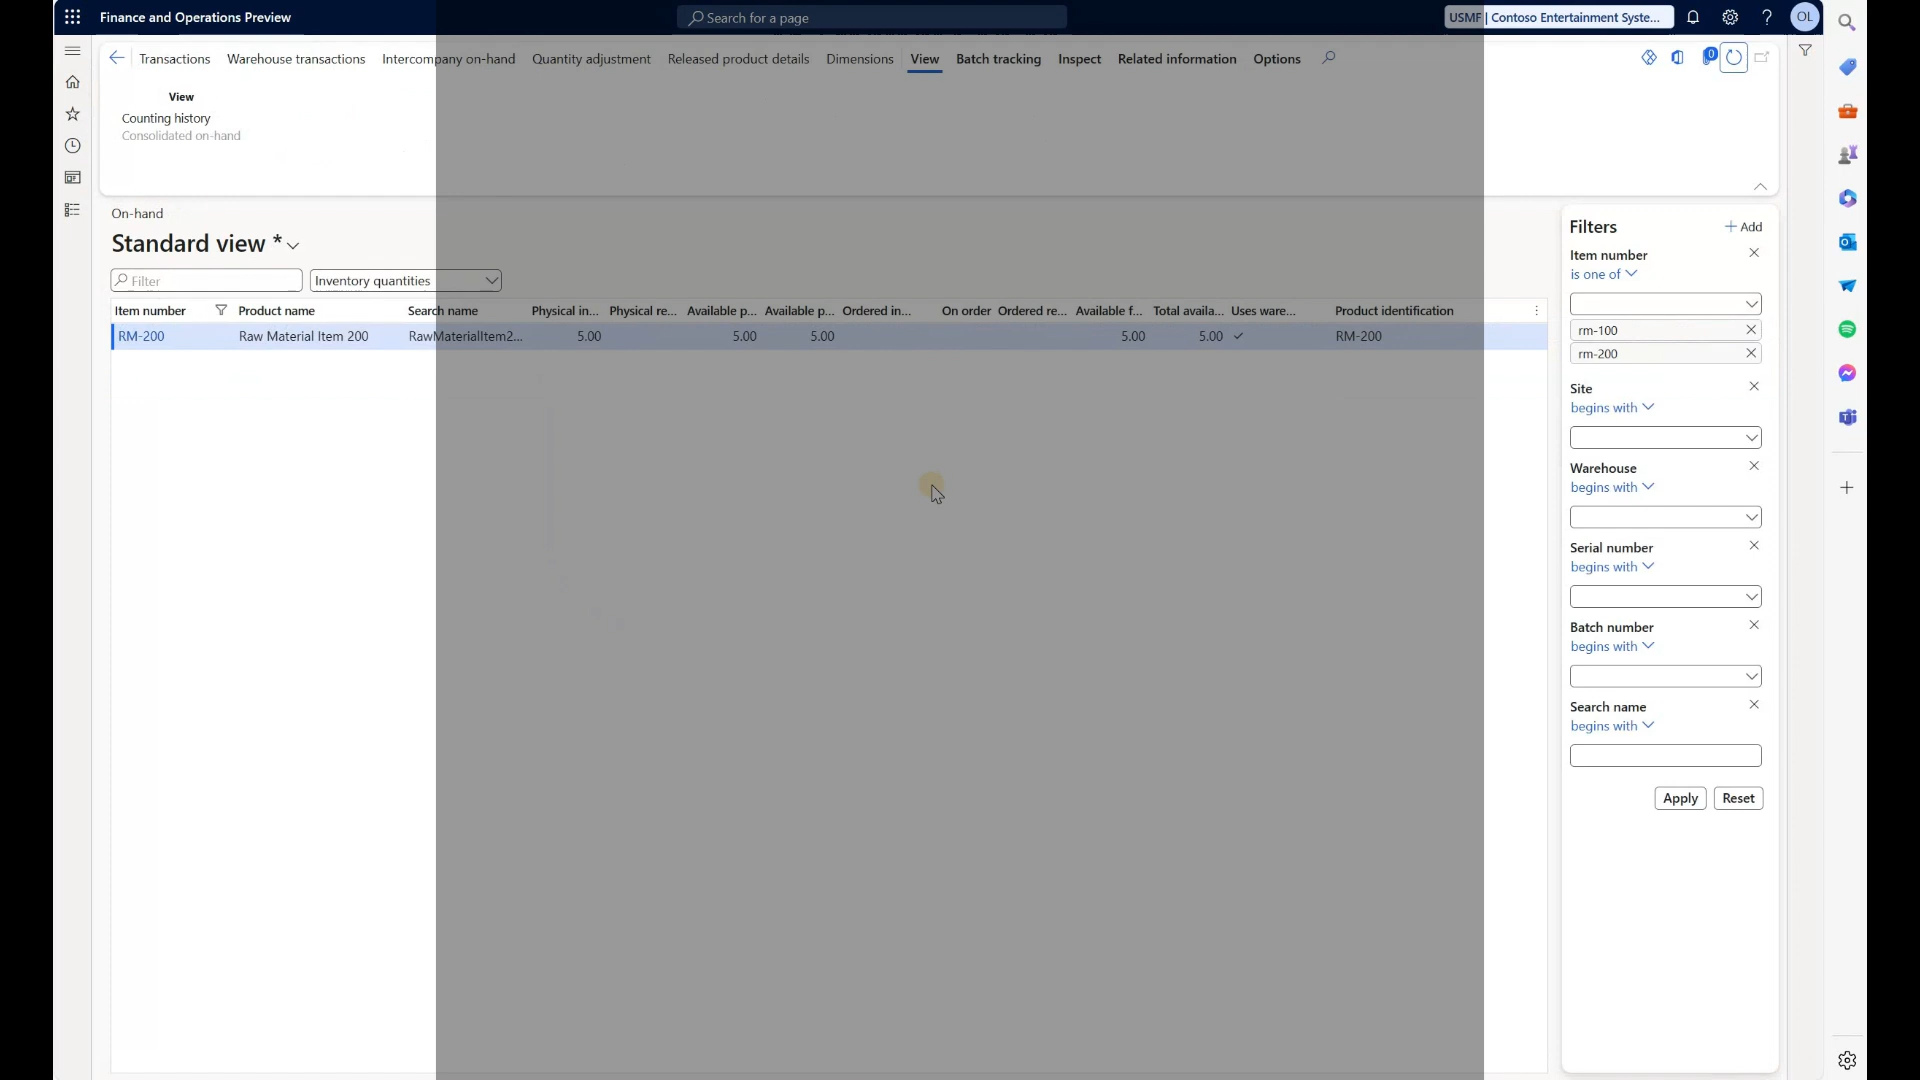 Finance and Operations Preview
Search for a page
USMF | Contoso Entertainment Syste...
OL
Transactions Warehouse transactions Intercompany on-hand Quantity adjustment Released product details Dimensions View Batch tracking Inspect Related information Options
0
View
Counting history
Consolidated on-hand
On-hand
Standard view *
Filter
Inventory quantities
Item number Product name Search name Physical in... Physical re... Available p... Available p... Ordered in... On order Ordered re... Available f... Total availa... Uses ware... Product identification
RM-200 Raw Material Item 200 RawMaterialItem2... 5.00 5.00 5.00 5.00 5.00 RM-200
Filters
Add
Item number
is one of
rm-100
rm-200
Site
begins with
Warehouse
begins with
Serial number
begins with
Batch number
begins with
Search name
begins with
Apply Reset